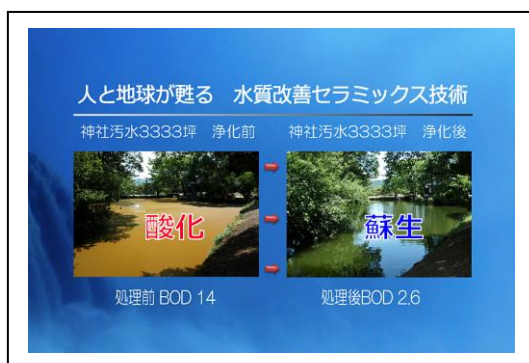 人と地球が甦る　水質改善セラミックス技術
神社汚水3333坪　浄化前
神社汚水3333坪　浄化後
酸化
蘇生
処理前 BOD 14
処理後BOD 2.6